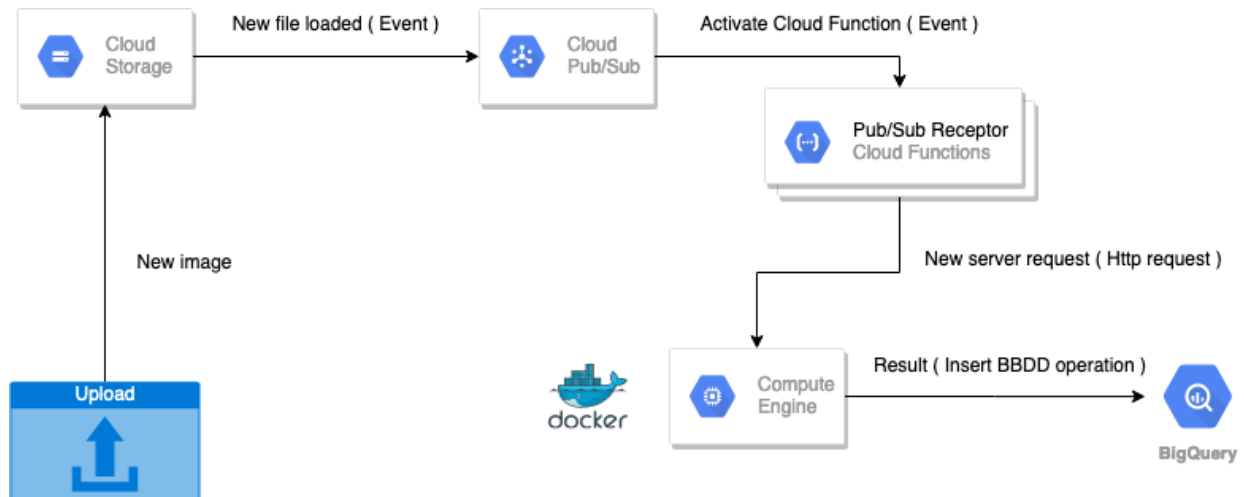 New file loaded ( Event )
Activate Cloud Function ( Event )
Cloud
Storage
Cloud
Pub/Sub
Pub/Sub Receptor
Cloud Functions
New image
New server request ( Http request )
Upload
docker
Compute
Engine
Result ( Insert BBDD operation )
BigQuery